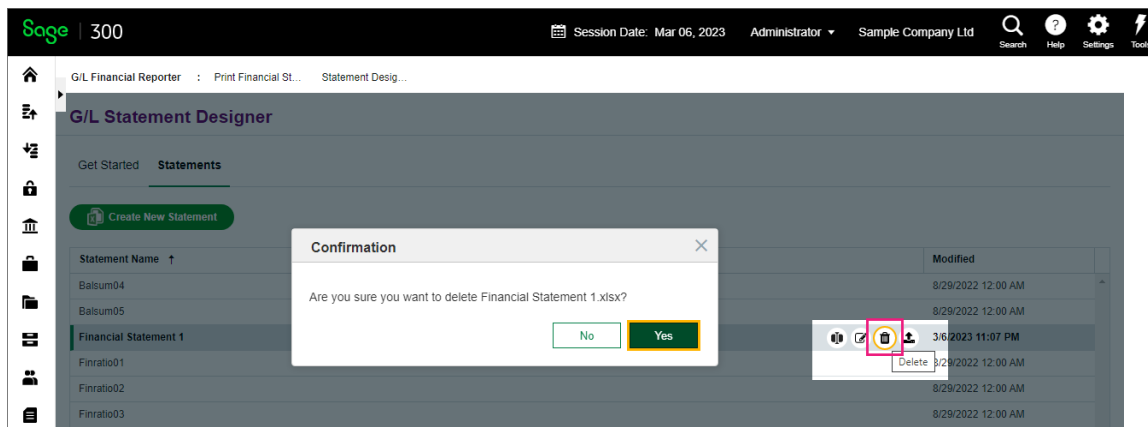 Sage 300 Session Date: Mar 06, 2023 Administrator Sample Company Ltd
Search Help Settings Tools
G/L Financial Reporter : Print Financial St... Statement Desig...
G/L Statement Designer
Get Started Statements
Create New Statement
Confirmation
Are you sure you want to delete Financial Statement 1.xlsx?
No Yes
Statement Name ↑ Modified
Balsum04 8/29/2022 12:00 AM
Balsum05 8/29/2022 12:00 AM
Financial Statement 1 3/6/2023 11:07 PM
Delete
Finratio01 8/29/2022 12:00 AM
Finratio02 8/29/2022 12:00 AM
Finratio03 8/29/2022 12:00 AM